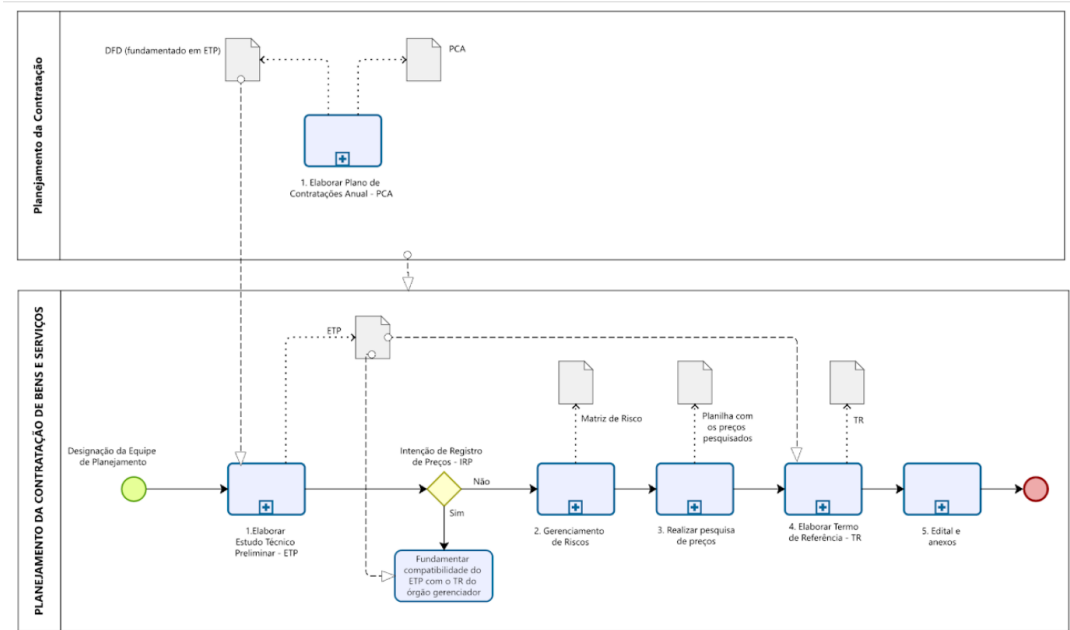 Planejamento da Contratação
DFD (fundamentado em ETP)
PCA
1. Elaborar Plano de
Contratações Anual - PCA
PLANEJAMENTO DA CONTRATAÇÃO DE BENS E SERVIÇOS
ETP
Matriz de Risco
Planilha com
os preços
pesquisados
TR
Designação da Equipe
de Planejamento
Intenção de Registro
de Preços - IRP
Não
Sim
1.Elaborar
Estudo Técnico
Preliminar - ETP
2. Gerenciamento
de Riscos
3. Realizar pesquisa
de preços
4. Elaborar Termo
de Referência - TR
5. Edital e
anexos
Fundamentar
compatibilidade do
ETP com o TR do
órgão gerenciador